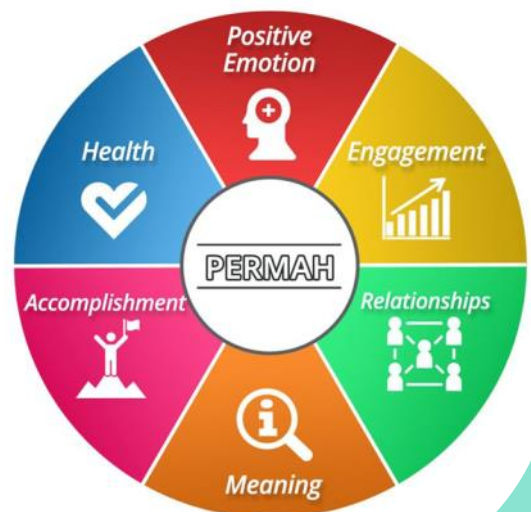 Positive
Emotion
Engagement
Relationships
Meaning
Accomplishment
Health
PERMAH